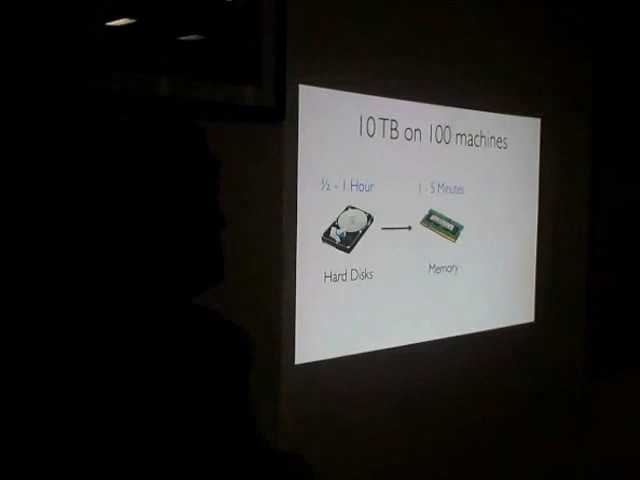 10TB on 100 machines
½ - 1 Hour
1 - 5 Minutes
Hard Disks
Memory